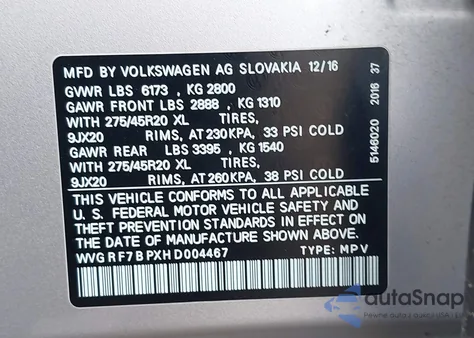 MFD BY VOLKSWAGEN AG SLOVAKIA 12/16
GVWR LBS 6173 , KG 2800
GAWR FRONT LBS 2888 , KG 1310
WITH 275/45R20 XL TIRES,
9JX20 RIMS, AT 230KPA, 33 PSI COLD
GAWR REAR LBS 3395 , KG 1540
WITH 275/45R20 XL TIRES,
9JX20 RIMS, AT 260KPA, 38 PSI COLD
THIS VEHICLE CONFORMS TO ALL APPLICABLE
U. S. FEDERAL MOTOR VEHICLE SAFETY AND
THEFT PREVENTION STANDARDS IN EFFECT ON
THE DATE OF MANUFACTURE SHOWN ABOVE.
WVGRF7BPXHD004467 TYPE: MPV
5146020 2016 37
autoSnap